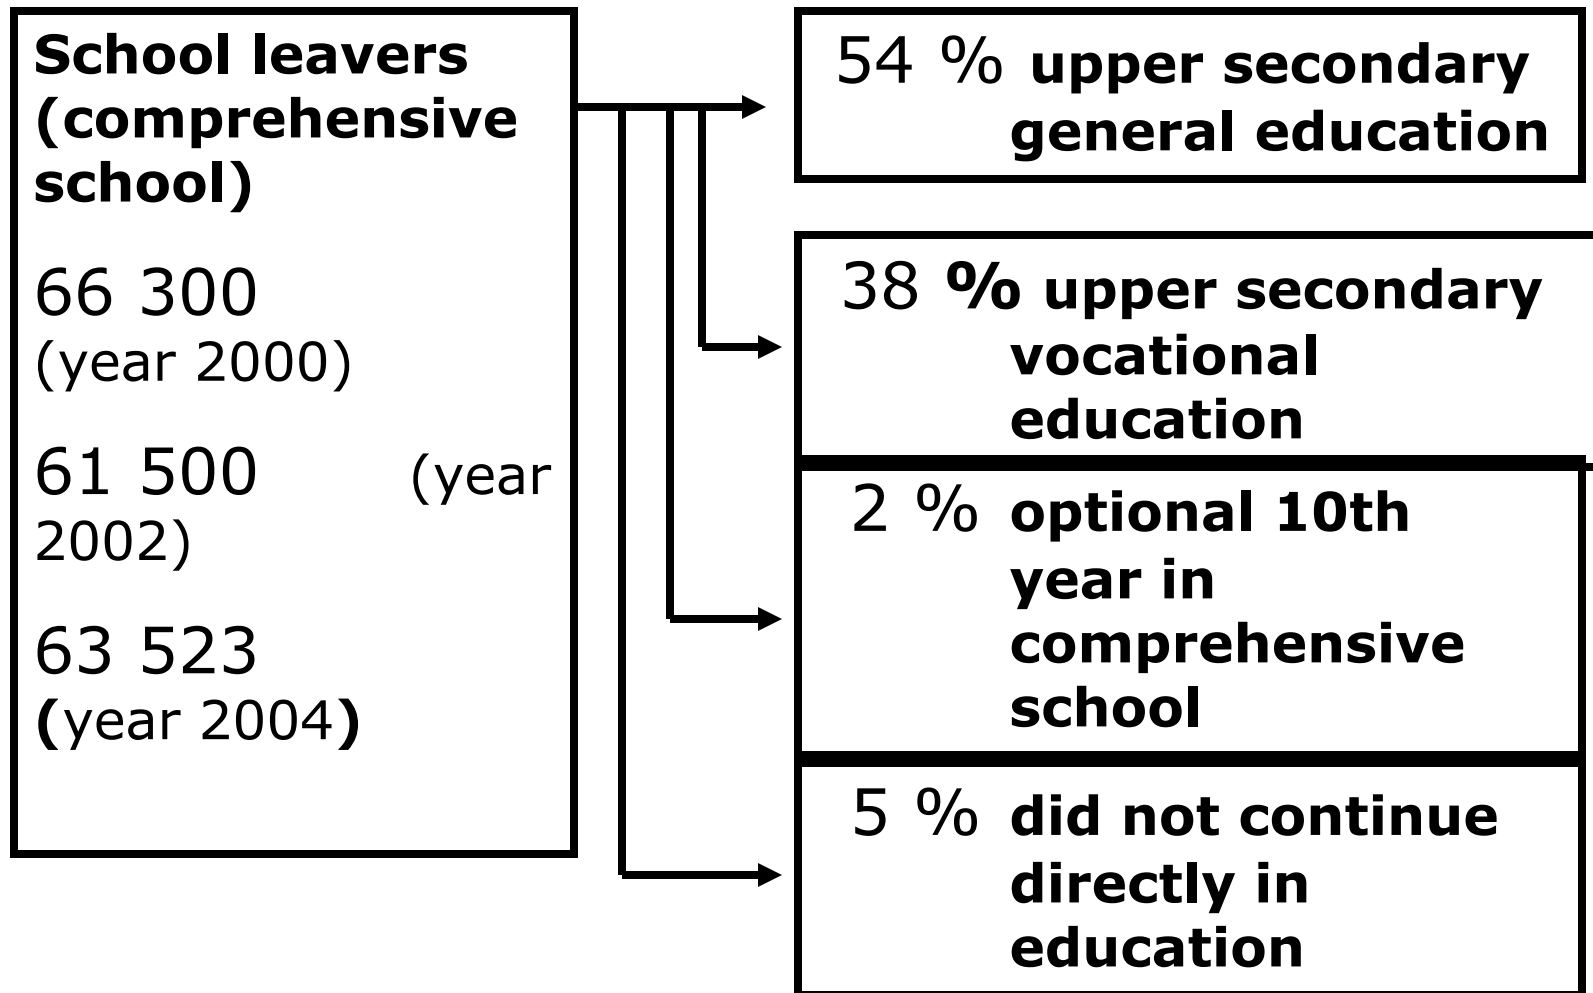 School leavers
(comprehensive
school)
66 300
(year 2000)
61 500 (year
2002)
63 523
(year 2004)
54 % upper secondary
general education
38 % upper secondary
vocational
education
2 % optional 10th
year in
comprehensive
school
5 % did not continue
directly in
education